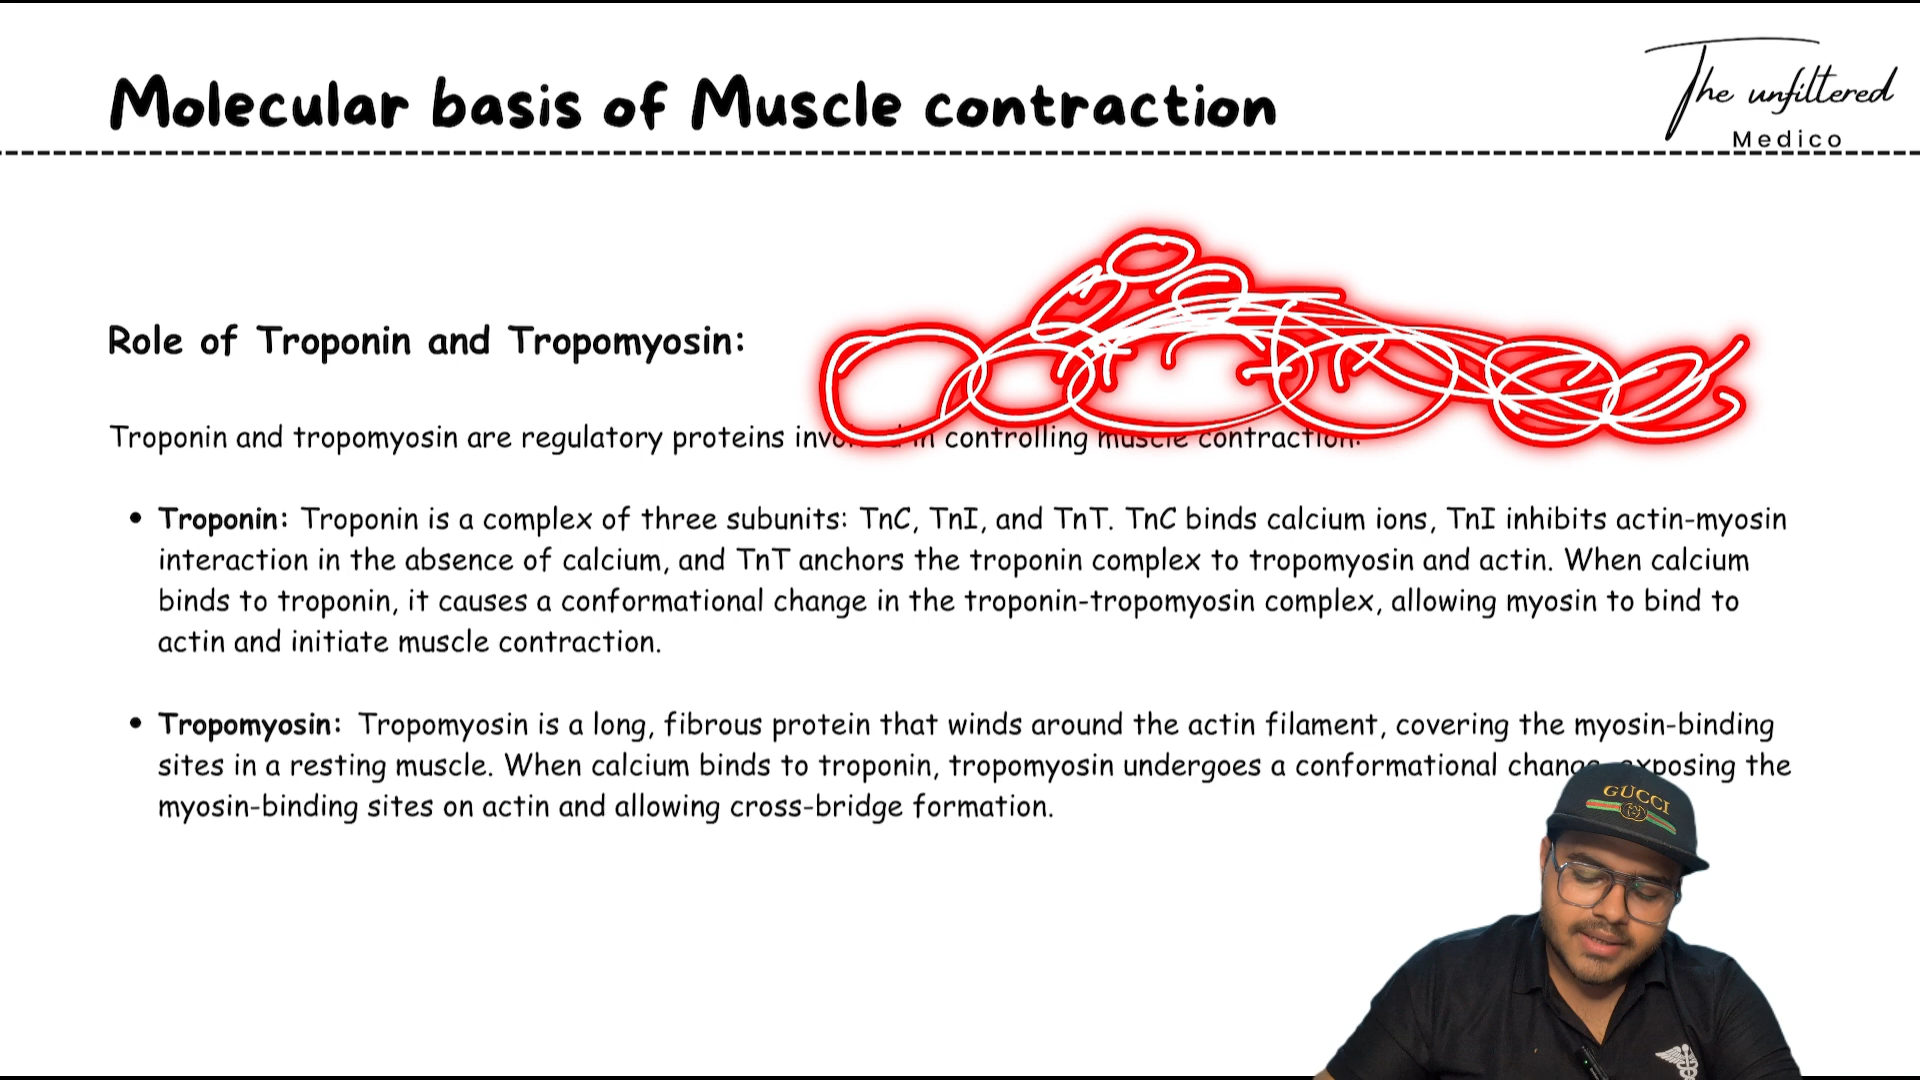 The unfiltered
Medico
Molecular basis of Muscle contraction
Role of Troponin and Tropomyosin:
Troponin and tropomyosin are regulatory proteins in controlling muscle contraction.
• Troponin: Troponin is a complex of three subunits: TnC, TnI, and TnT. TnC binds calcium ions, TnI inhibits actin-myosin
interaction in the absence of calcium, and TnT anchors the troponin complex to tropomyosin and actin. When calcium
binds to troponin, it causes a conformational change in the troponin-tropomyosin complex, allowing myosin to bind to
actin and initiate muscle contraction.
• Tropomyosin: Tropomyosin is a long, fibrous protein that winds around the actin filament, covering the myosin-binding
sites in a resting muscle. When calcium binds to troponin, tropomyosin undergoes a conformational change, exposing the
myosin-binding sites on actin and allowing cross-bridge formation.
GUCCI